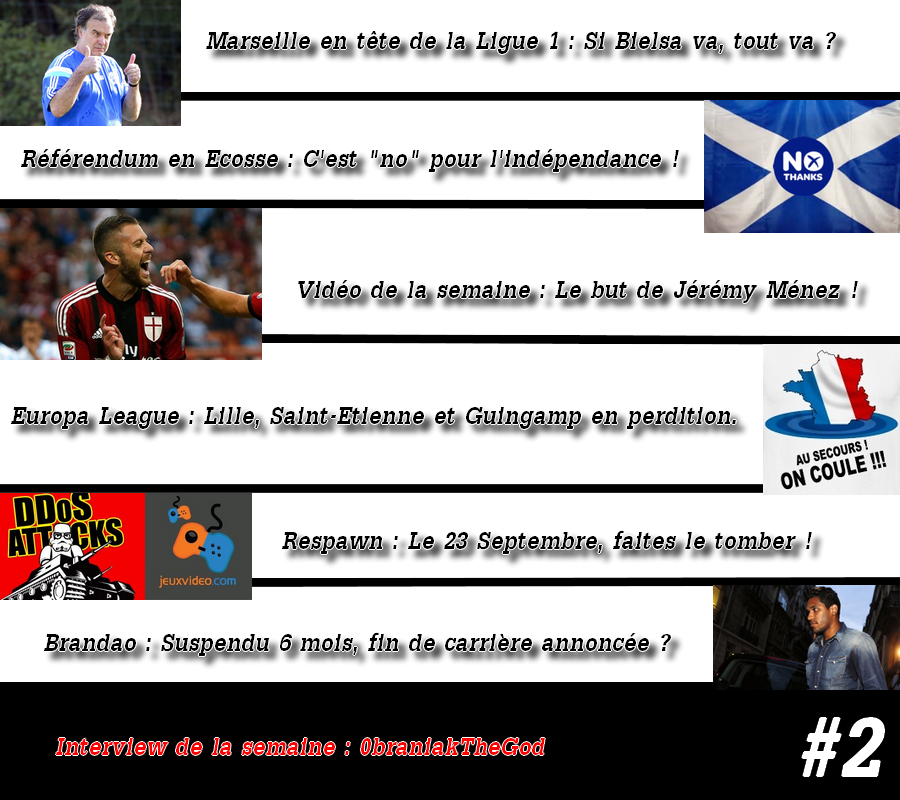 Marseille en tête de la Ligue 1 : Si Bielsa va, tout va ?
Référendum en Ecosse : C'est "no" pour l'indépendance !
NO
THANKS
Vidéo de la semaine : Le but de Jérémy Ménez !
Europa League : Lille, Saint-Etienne et Guingamp en perdition.
AU SECOURS !
ON COULE !!!
DDoS
ATTACKS
jeuxvideo.com
Respawn : Le 23 Septembre, faites le tomber !
Brandao : Suspendu 6 mois, fin de carrière annoncée ?
Interview de la semaine : 0braniakTheGod
#2